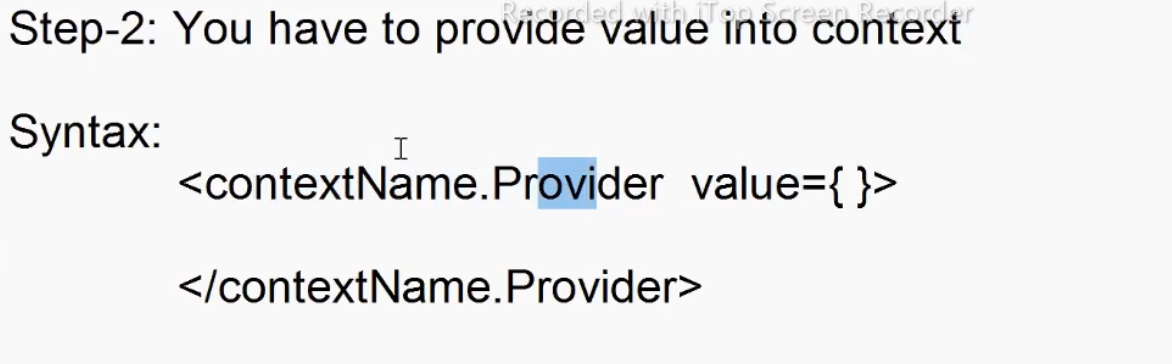 Recorded with iTop Screen Recorder
Step-2: You have to provide value into context
Syntax:
<contextName.Provider value={ }>
</contextName.Provider>